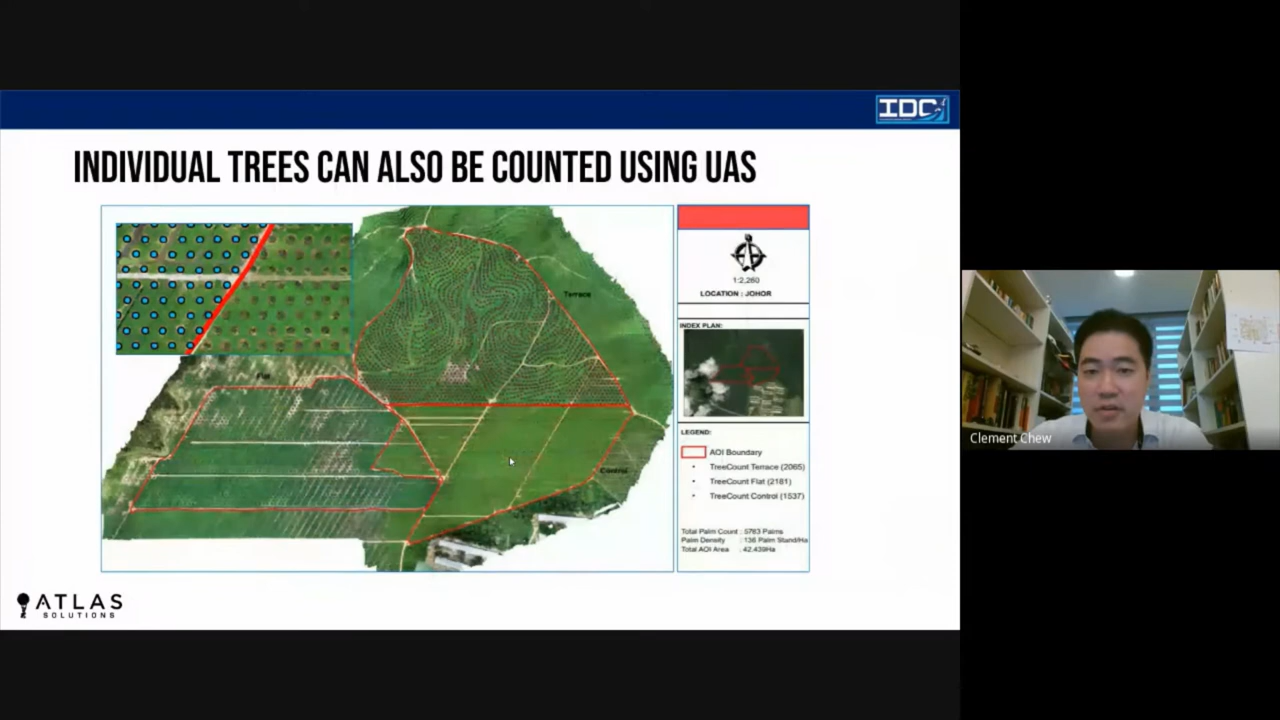 IDC
INDIVIDUAL TREES CAN ALSO BE COUNTED USING UAS
Terrace
Flat
Control
1:2,260
LOCATION : JOHOR
INDEX PLAN:
LEGEND:
AOI Boundary
TreeCount Terrace (2065)
TreeCount Flat (2181)
TreeCount Control (1537)
Total Palm Count : 5783 Palms
Palm Density : 136 Palm Stand/Ha
Total AOI Area : 42.439Ha
ATLAS
SOLUTIONS
Clement Chew